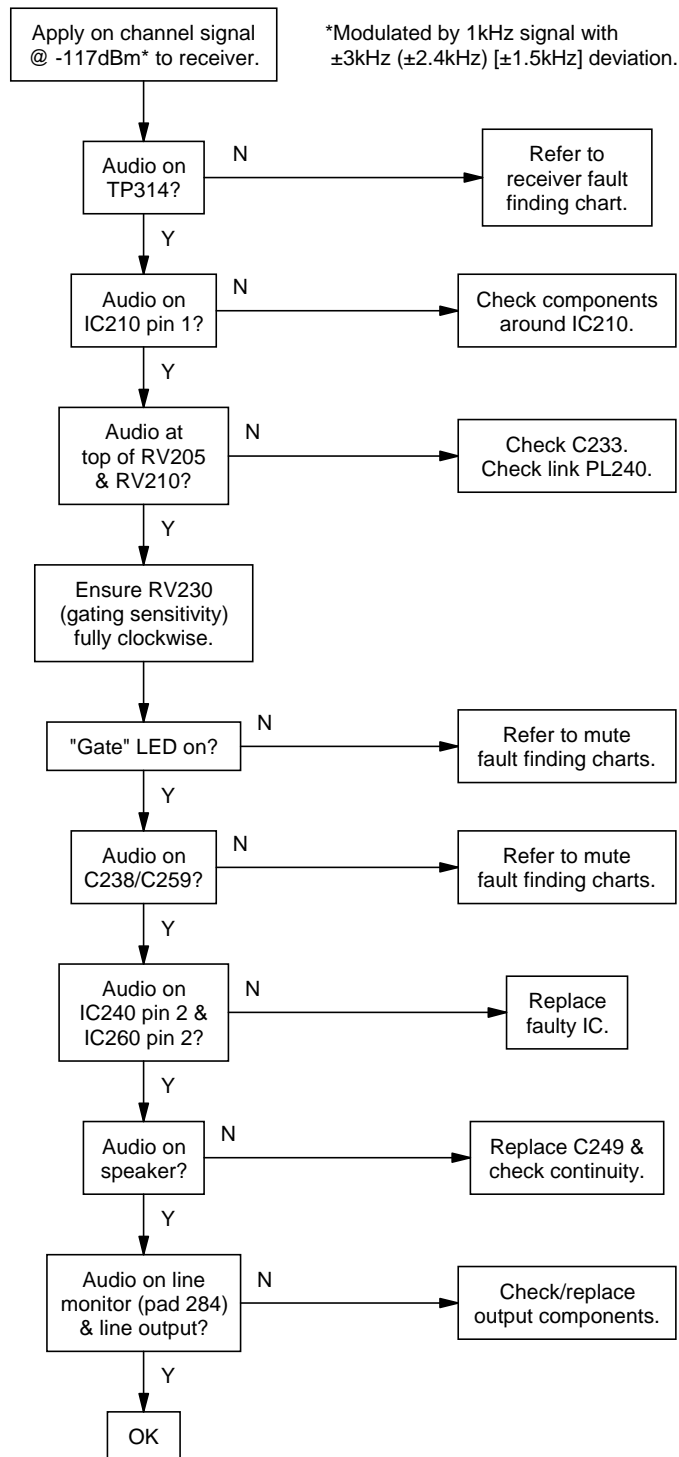 Apply on channel signal
@ -117dBm* to receiver.
*Modulated by 1kHz signal with
±3kHz (±2.4kHz) [±1.5kHz] deviation.
Audio on
TP314?
N
Refer to
receiver fault
finding chart.
Y
Audio on
IC210 pin 1?
N
Check components
around IC210.
Y
Audio at
top of RV205
& RV210?
N
Check C233.
Check link PL240.
Y
Ensure RV230
(gating sensitivity)
fully clockwise.
"Gate" LED on?
N
Refer to mute
fault finding charts.
Y
Audio on
C238/C259?
N
Refer to mute
fault finding charts.
Y
Audio on
IC240 pin 2 &
IC260 pin 2?
N
Replace
faulty IC.
Y
Audio on
speaker?
N
Replace C249 &
check continuity.
Y
Audio on line
monitor (pad 284)
& line output?
N
Check/replace
output components.
Y
OK